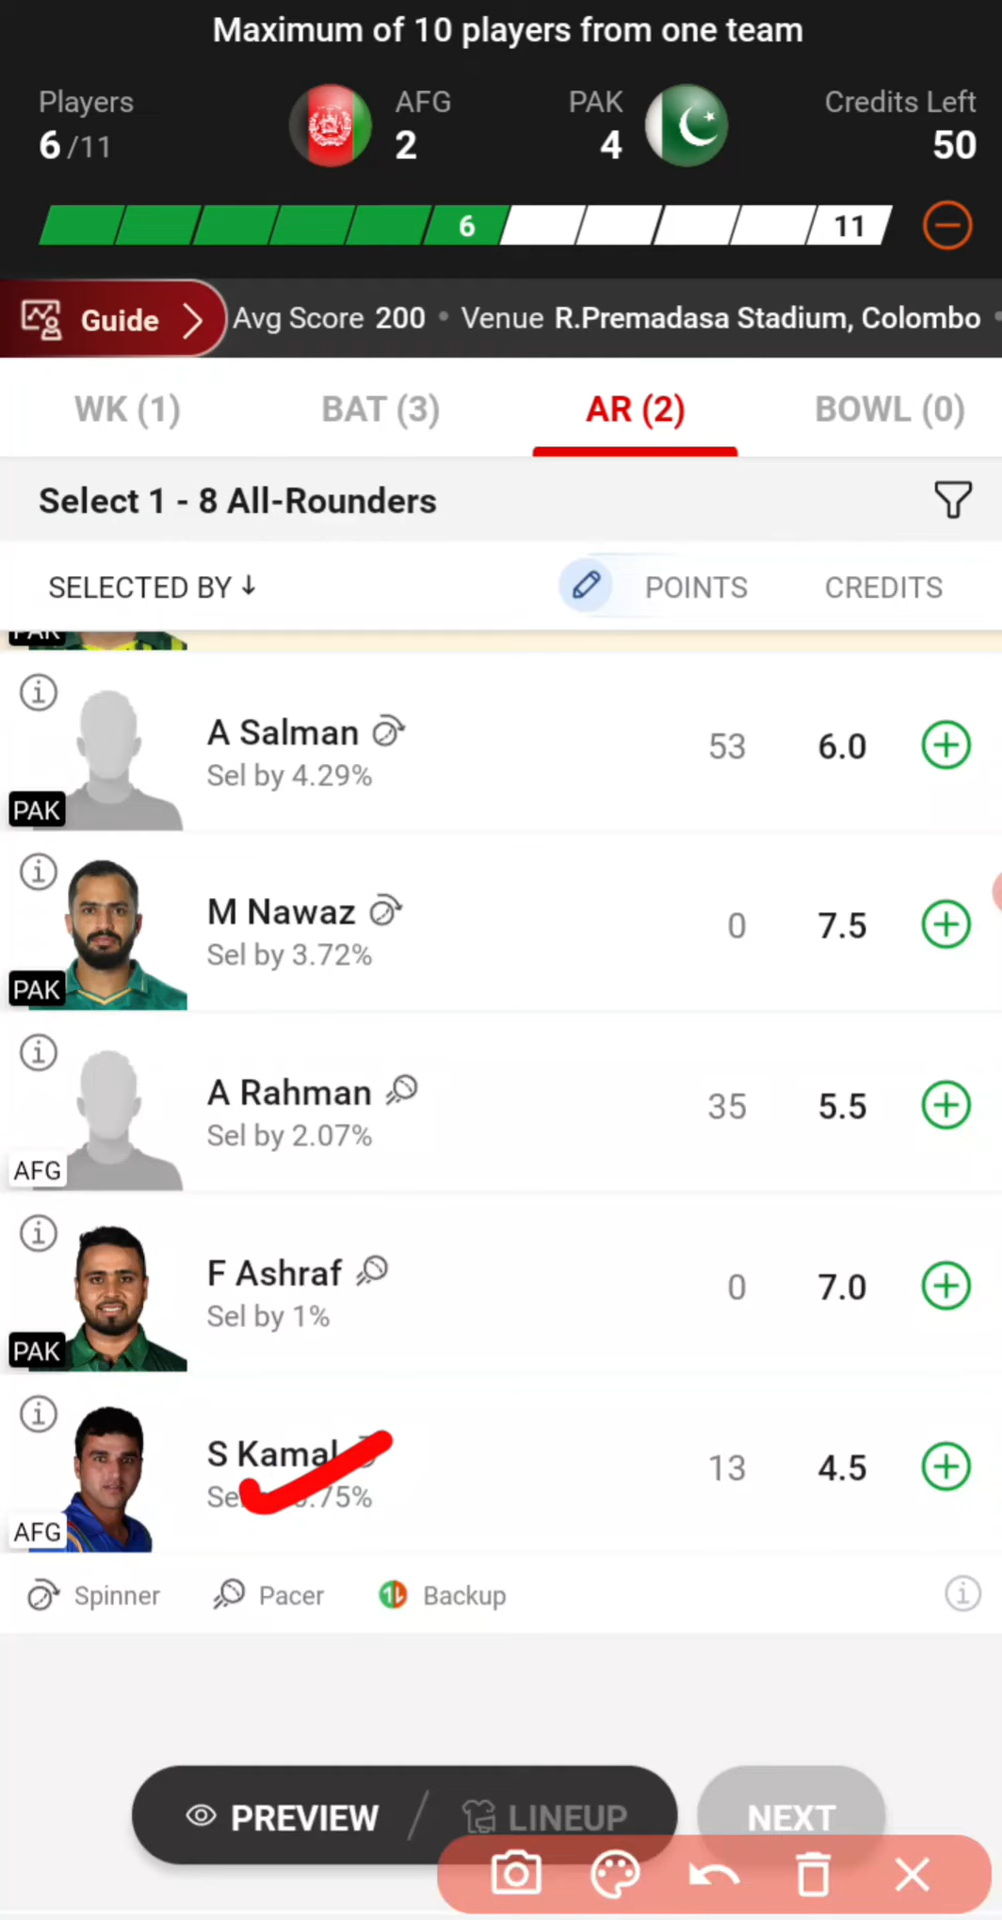 Maximum of 10 players from one team
Players AFG PAK Credits Left
6 /11 2 4 50
6 11
Guide Avg Score 200 • Venue R.Premadasa Stadium, Colombo
WK (1) BAT (3) AR (2) BOWL (0)
Select 1 - 8 All-Rounders
SELECTED BY ↓ POINTS CREDITS
PAK
A Salman 53 6.0
Sel by 4.29%
PAK
M Nawaz 0 7.5
Sel by 3.72%
PAK
A Rahman 35 5.5
Sel by 2.07%
AFG
F Ashraf 0 7.0
Sel by 1%
PAK
S Kamal 13 4.5
.75%
AFG
Spinner Pacer Backup
PREVIEW / LINEUP NEXT